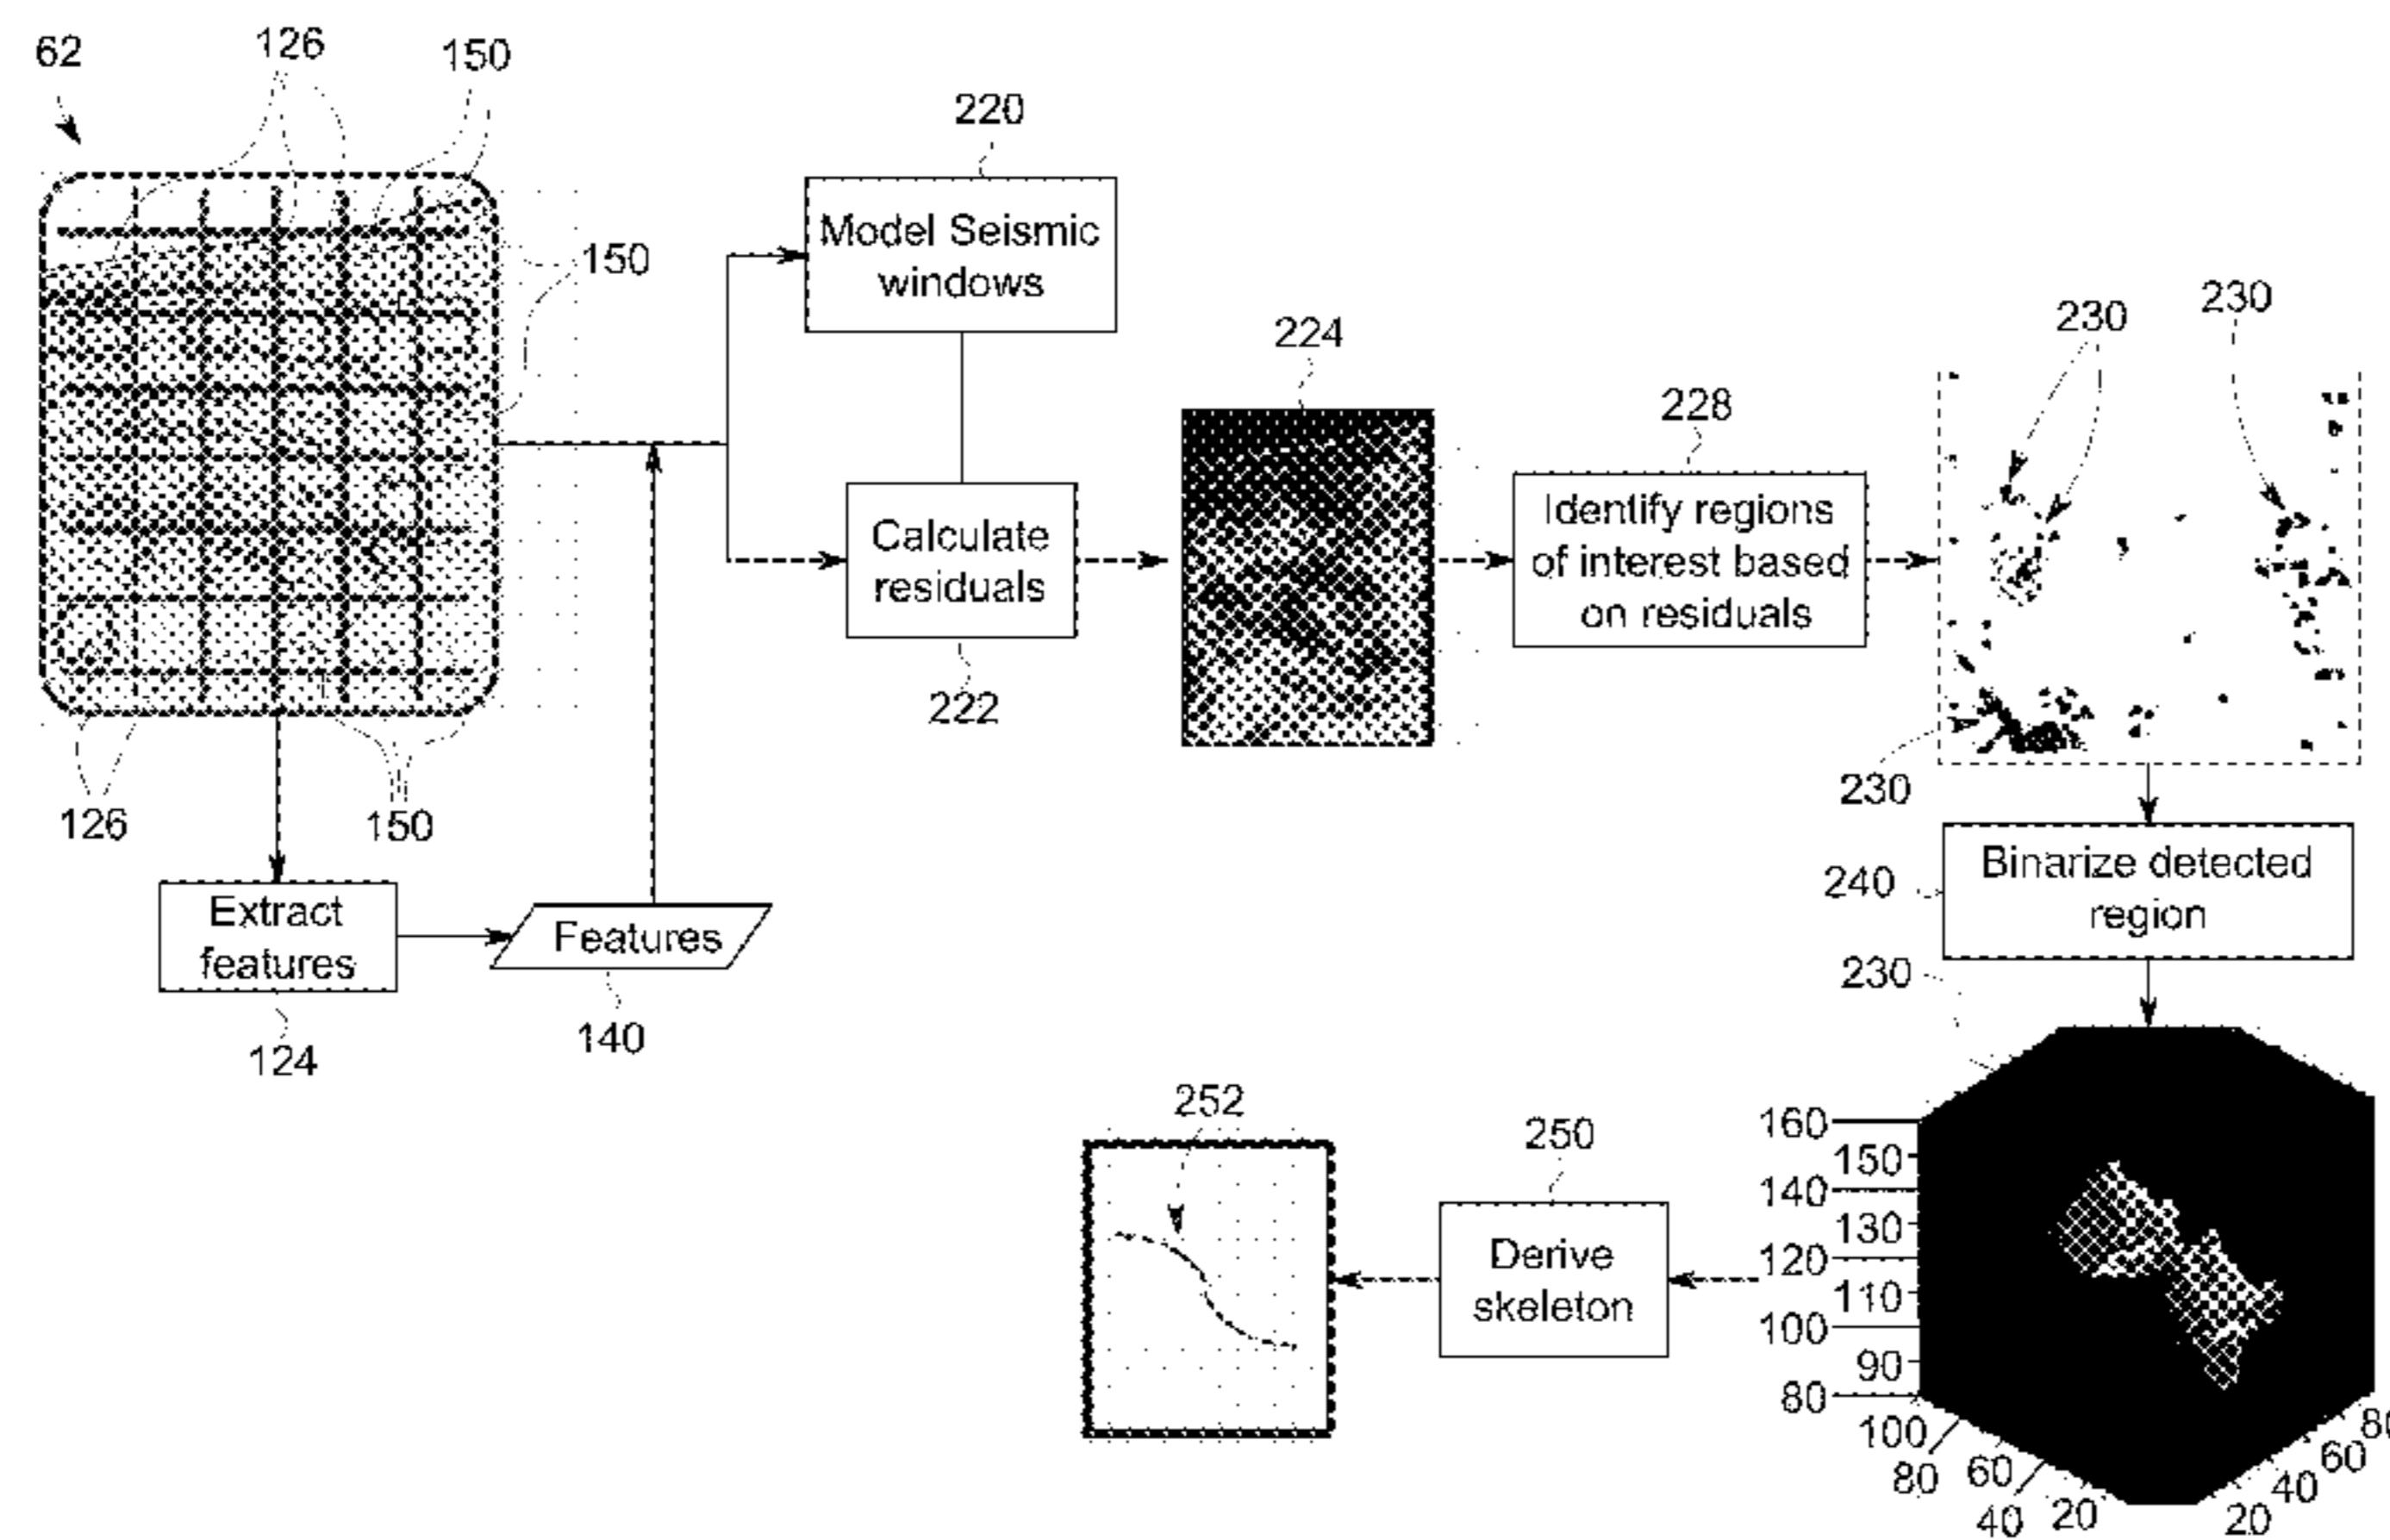 62
126
150
220
Model Seismic
windows
150
224
228
230
230
Calculate
residuals
222
Identify regions
of interest based
on residuals
230
126
150
Extract
features
124
Features
140
240
Binarize detected
region
230
252
250
Derive
skeleton
160
150
140
130
120
110
100
90
80
100
80
60
40
20
20
40
60
80